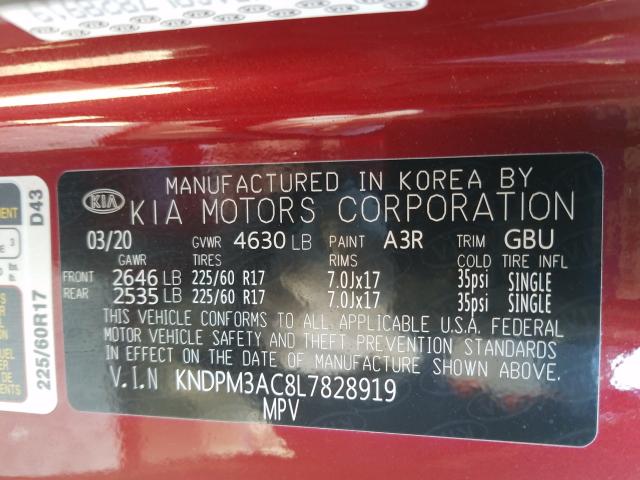 MANUFACTURED IN KOREA BY
KIA KIA MOTORS CORPORATION
03/20 GVWR 4630 LB PAINT A3R TRIM GBU
GAWR TIRES RIMS COLD TIRE INFL
FRONT 2646 LB 225/60 R17 7.0Jx17 35psi SINGLE
REAR 2535 LB 225/60 R17 7.0Jx17 35psi SINGLE
THIS VEHICLE CONFORMS TO ALL APPLICABLE U.S.A. FEDERAL
MOTOR VEHICLE SAFETY AND THEFT PREVENTION STANDARDS
IN EFFECT ON THE DATE OF MANUFACTURE SHOWN ABOVE.
V.I.N KNDPM3AC8L7828919
MPV
D43
225/60R17